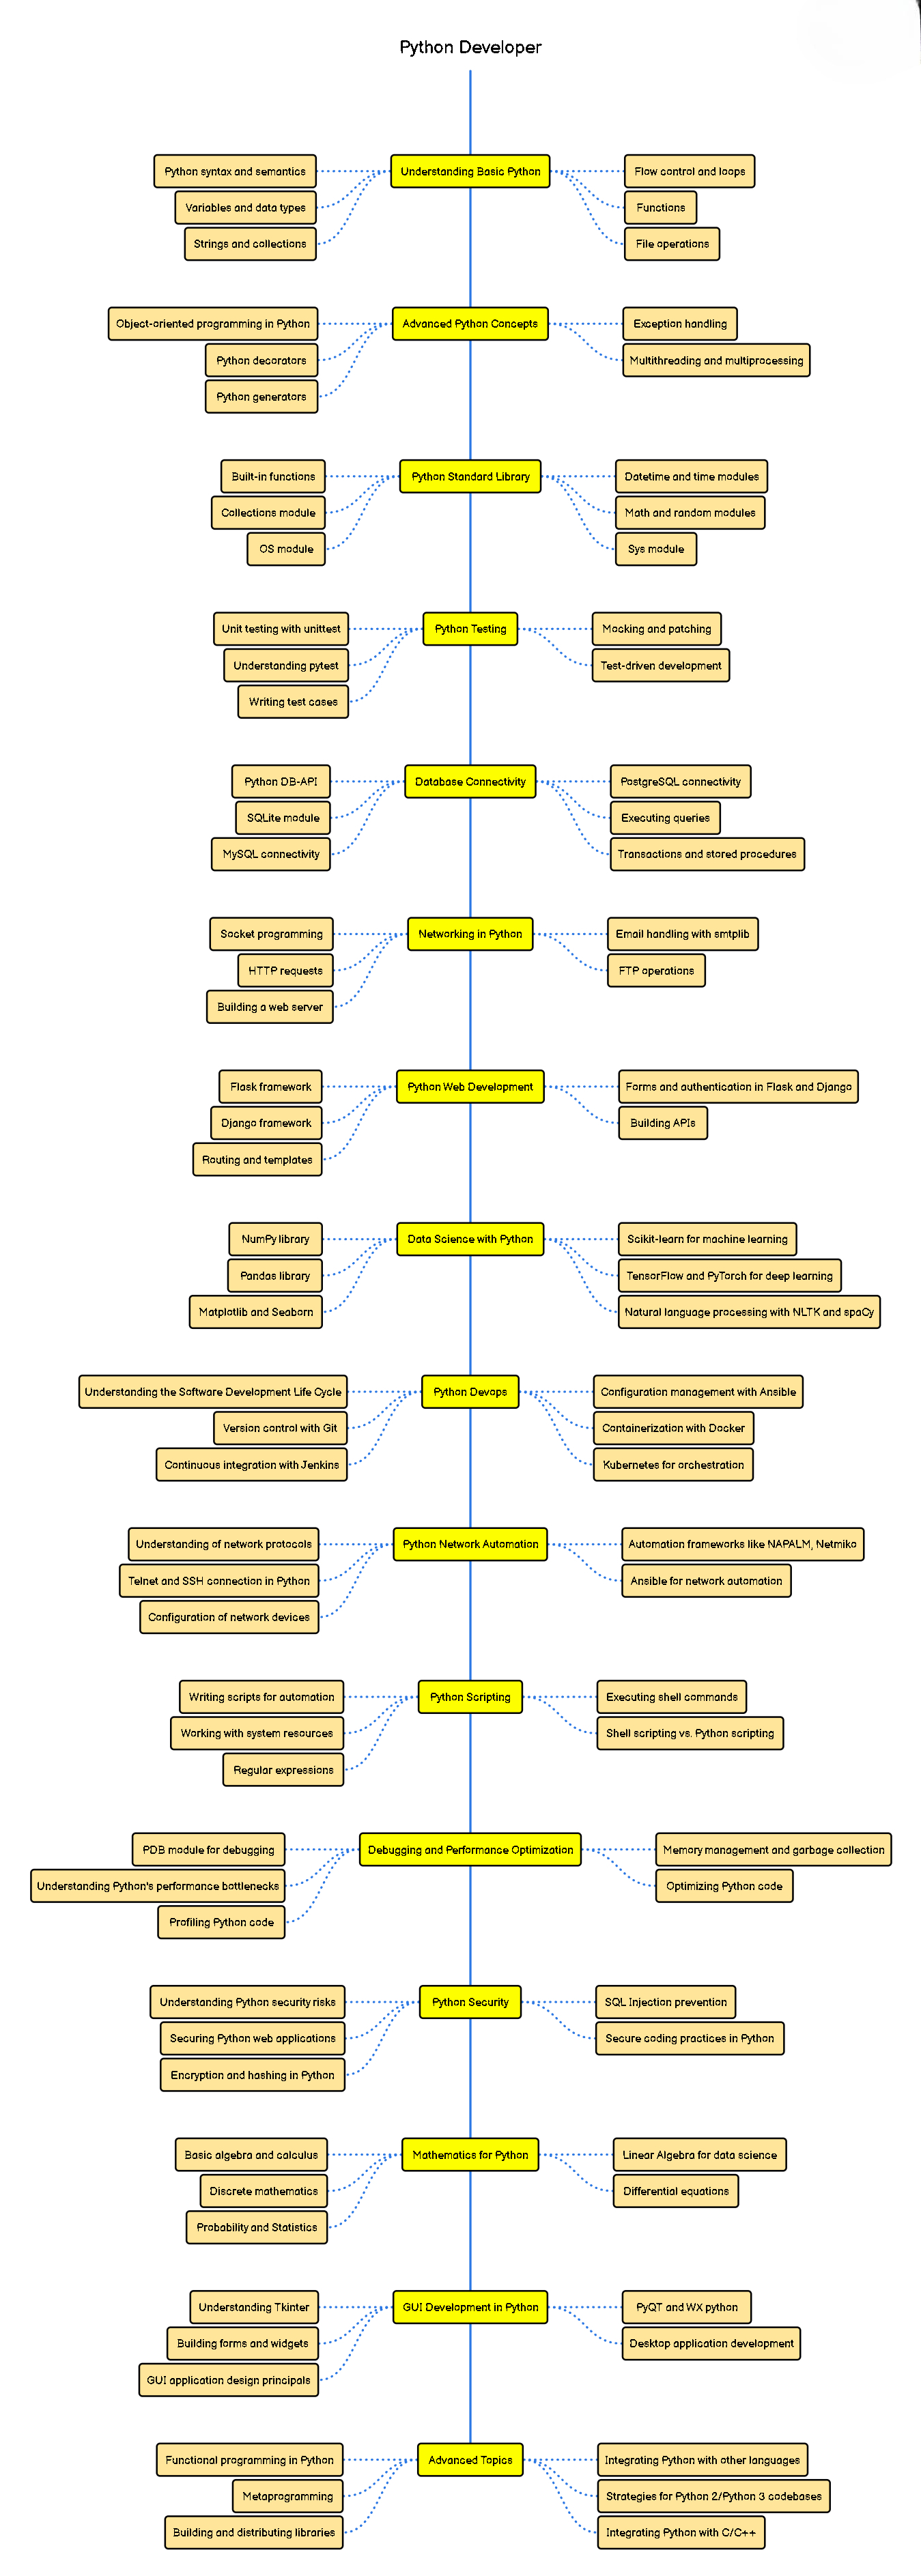 Python Developer
Python syntax and semantics
Understanding Basic Python
Flow control and loops
Variables and data types
Functions
Strings and collections
File operations
Object-oriented programming in Python
Advanced Python Concepts
Exception handling
Python decorators
Multithreading and multiprocessing
Python generators
Built-in functions
Python Standard Library
Datetime and time modules
Collections module
Math and random modules
OS module
Sys module
Unit testing with unittest
Python Testing
Mocking and patching
Understanding pytest
Test-driven development
Writing test cases
Python DB-API
Database Connectivity
PostgreSQL connectivity
SQLite module
Executing queries
MySQL connectivity
Transactions and stored procedures
Socket programming
Networking in Python
Email handling with smtplib
HTTP requests
FTP operations
Building a web server
Flask framework
Python Web Development
Forms and authentication in Flask and Django
Django framework
Building APIs
Routing and templates
NumPy library
Data Science with Python
Scikit-learn for machine learning
Pandas library
TensorFlow and PyTorch for deep learning
Matplotlib and Seaborn
Natural language processing with NLTK and spaCy
Understanding the Software Development Life Cycle
Python Devops
Configuration management with Ansible
Version control with Git
Containerization with Docker
Continuous integration with Jenkins
Kubernetes for orchestration
Understanding of network protocols
Python Network Automation
Automation frameworks like NAPALM, Netmiko
Telnet and SSH connection in Python
Ansible for network automation
Configuration of network devices
Writing scripts for automation
Python Scripting
Executing shell commands
Working with system resources
Shell scripting vs. Python scripting
Regular expressions
PDB module for debugging
Debugging and Performance Optimization
Memory management and garbage collection
Understanding Python's performance bottlenecks
Optimizing Python code
Profiling Python code
Understanding Python security risks
Python Security
SQL Injection prevention
Securing Python web applications
Secure coding practices in Python
Encryption and hashing in Python
Basic algebra and calculus
Mathematics for Python
Linear Algebra for data science
Discrete mathematics
Differential equations
Probability and Statistics
Understanding Tkinter
GUI Development in Python
PyQT and WX python
Building forms and widgets
Desktop application development
GUI application design principals
Functional programming in Python
Advanced Topics
Integrating Python with other languages
Metaprogramming
Strategies for Python 2/Python 3 codebases
Building and distributing libraries
Integrating Python with C/C++